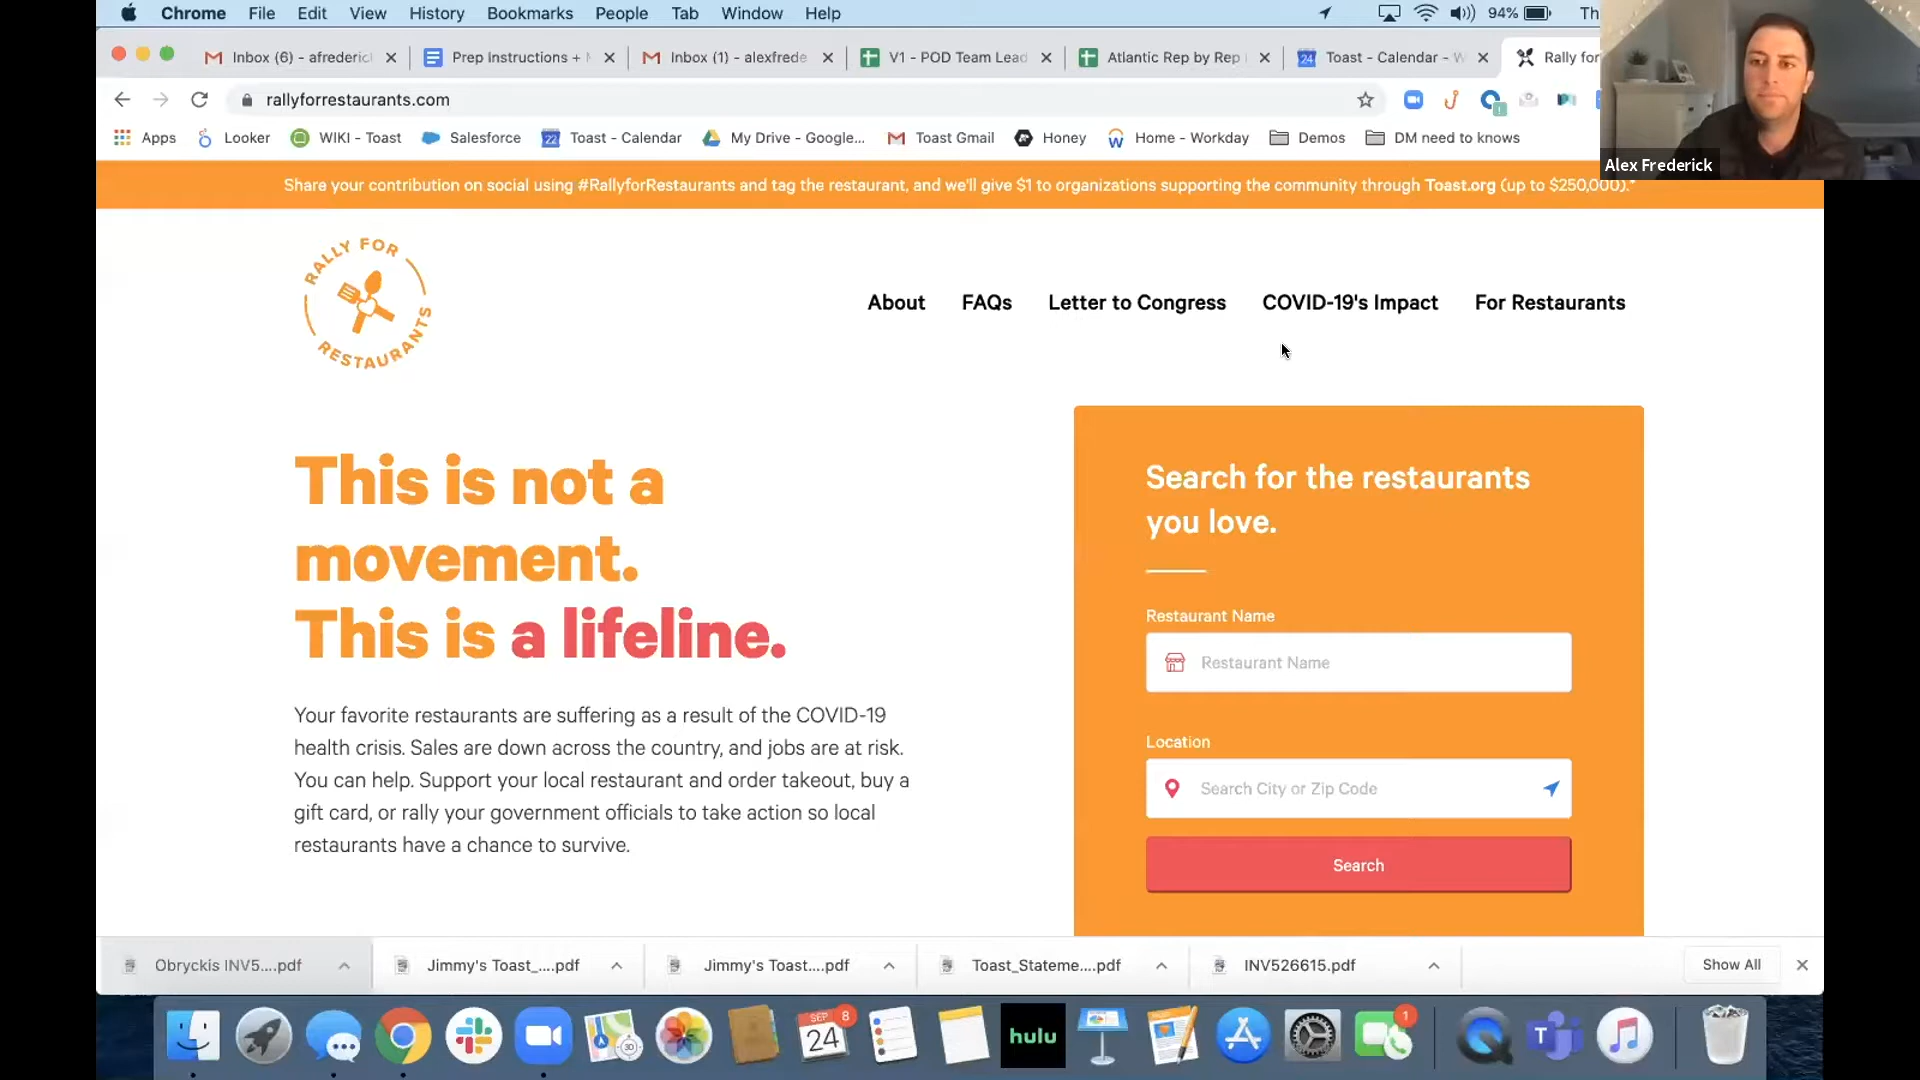 Chrome File Edit View History Bookmarks People Tab Window Help 94% Th
Inbox (6) - afrederic
Prep Instructions +
Inbox (1) - alexfrede
V1 - POD Team Lead
Atlantic Rep by Rep
24 Toast - Calendar - W
Rally for
rallyforrestaurants.com
Apps Looker WIKI - Toast Salesforce 22 Toast - Calendar My Drive - Google... Toast Gmail Honey Home - Workday Demos DM need to knows
Alex Frederick
Share your contribution on social using #RallyforRestaurants and tag the restaurant, and we'll give $1 to organizations supporting the community through Toast.org (up to $250,000).*
RALLY FOR
RESTAURANTS
About FAQs Letter to Congress COVID-19's Impact For Restaurants
This is not a
movement.
This is a lifeline.
Your favorite restaurants are suffering as a result of the COVID-19
health crisis. Sales are down across the country, and jobs are at risk.
You can help. Support your local restaurant and order takeout, buy a
gift card, or rally your government officials to take action so local
restaurants have a chance to survive.
Search for the restaurants
you love.
Restaurant Name
Restaurant Name
Location
Search City or Zip Code
Search
Obryckis INV5....pdf
Jimmy's Toast_....pdf
Jimmy's Toast....pdf
Toast_Stateme....pdf
INV526615.pdf
Show All
3D
SEP
24
8
hulu
1
T